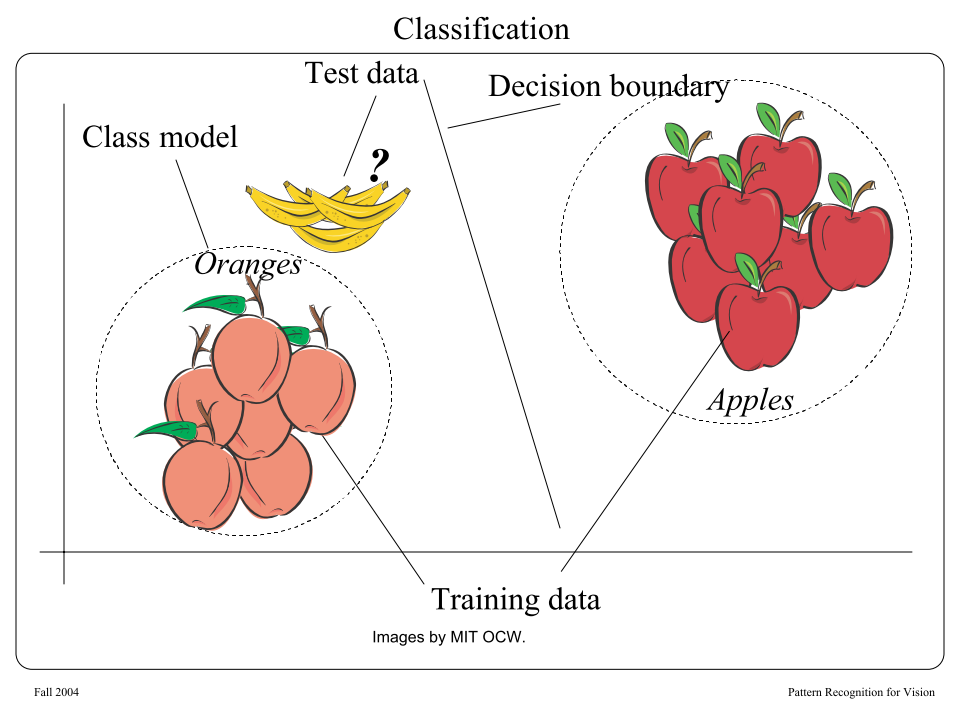 Classification
Test data
Decision boundary
Class model
?
Oranges
Apples
Training data
Images by MIT OCW.
Fall 2004
Pattern Recognition for Vision